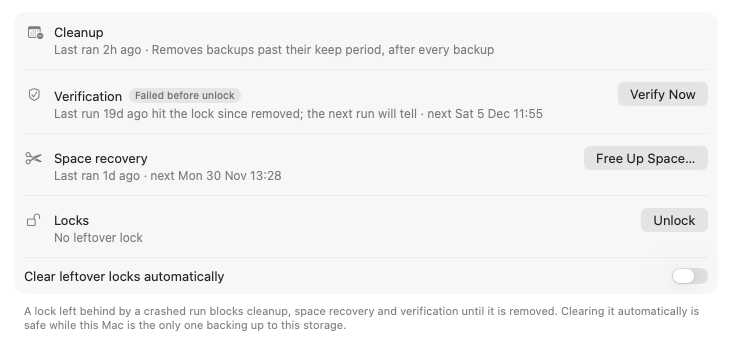 Cleanup
Last ran 2h ago · Removes backups past their keep period, after every backup
Verification Failed before unlock
Verify Now
Last run 19d ago hit the lock since removed; the next run will tell · next Sat 5 Dec 11:55
Space recovery
Free Up Space...
Last ran 1d ago · next Mon 30 Nov 13:28
Locks
Unlock
No leftover lock
Clear leftover locks automatically
A lock left behind by a crashed run blocks cleanup, space recovery and verification until it is removed. Clearing it automatically is
safe while this Mac is the only one backing up to this storage.